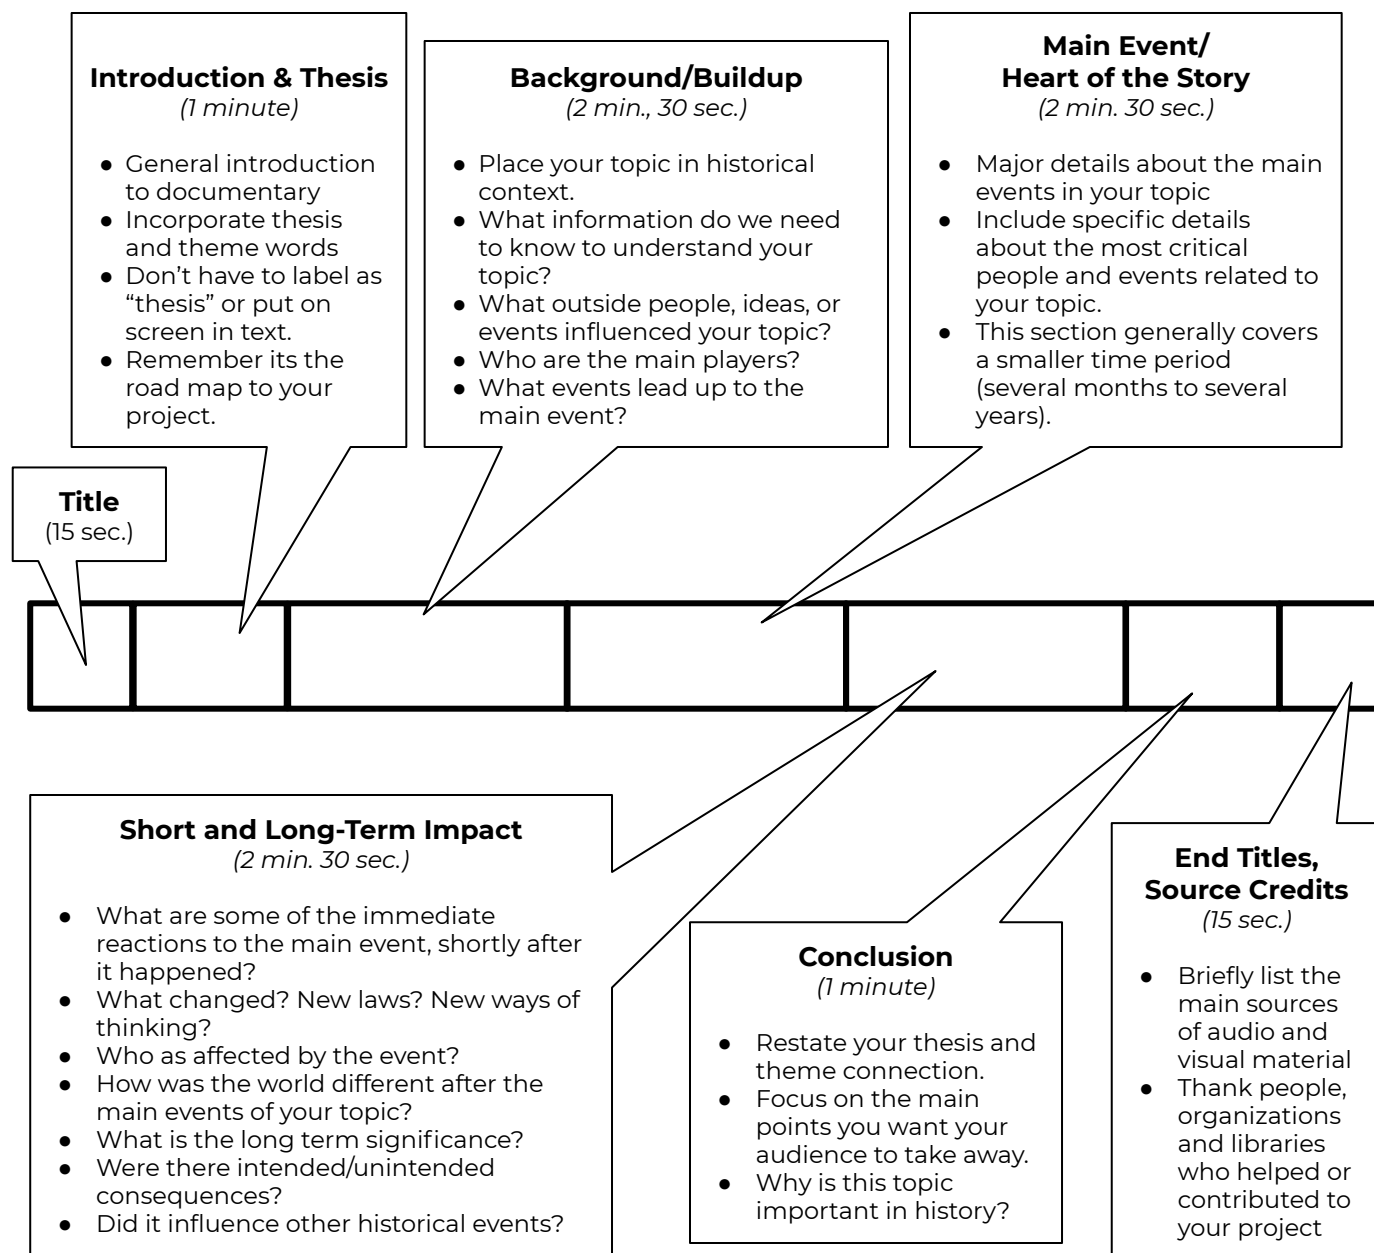 Introduction & Thesis
(1 minute)
● General introduction
to documentary
● Incorporate thesis
and theme words
● Don’t have to label as
“thesis” or put on
screen in text.
● Remember its the
road map to your
project.
Background/Buildup
(2 min., 30 sec.)
● Place your topic in historical
context.
● What information do we need
to know to understand your
topic?
● What outside people, ideas, or
events influenced your topic?
● Who are the main players?
● What events lead up to the
main event?
Main Event/
Heart of the Story
(2 min. 30 sec.)
● Major details about the main
events in your topic
● Include specific details
about the most critical
people and events related to
your topic.
● This section generally covers
a smaller time period
(several months to several
years).
Title
(15 sec.)
Short and Long-Term Impact
(2 min. 30 sec.)
● What are some of the immediate
reactions to the main event, shortly after
it happened?
● What changed? New laws? New ways of
thinking?
● Who as affected by the event?
● How was the world different after the
main events of your topic?
● What is the long term significance?
● Were there intended/unintended
consequences?
● Did it influence other historical events?
Conclusion
(1 minute)
● Restate your thesis and
theme connection.
● Focus on the main
points you want your
audience to take away.
● Why is this topic
important in history?
End Titles,
Source Credits
(15 sec.)
● Briefly list the
main sources
of audio and
visual material
● Thank people,
organizations
and libraries
who helped or
contributed to
your project